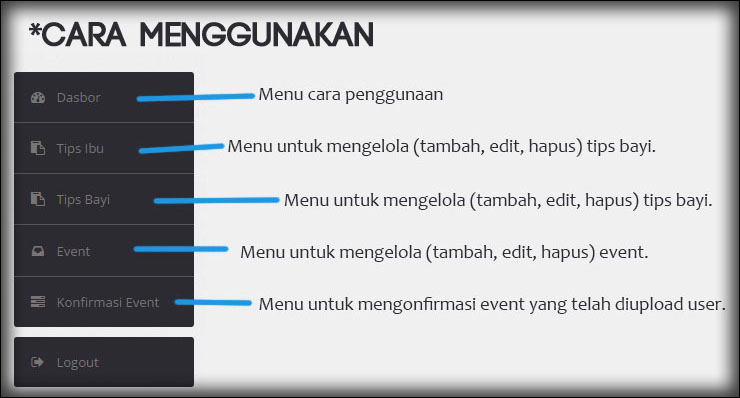 *CARA MENGGUNAKAN
Dasbor
Menu cara penggunaan
Tips Ibu
Menu untuk mengelola (tambah, edit, hapus) tips bayi.
Tips Bayi
Menu untuk mengelola (tambah, edit, hapus) tips bayi.
Event
Menu untuk mengelola (tambah, edit, hapus) event.
Konfirmasi Event
Menu untuk mengonfirmasi event yang telah diupload user.
Logout